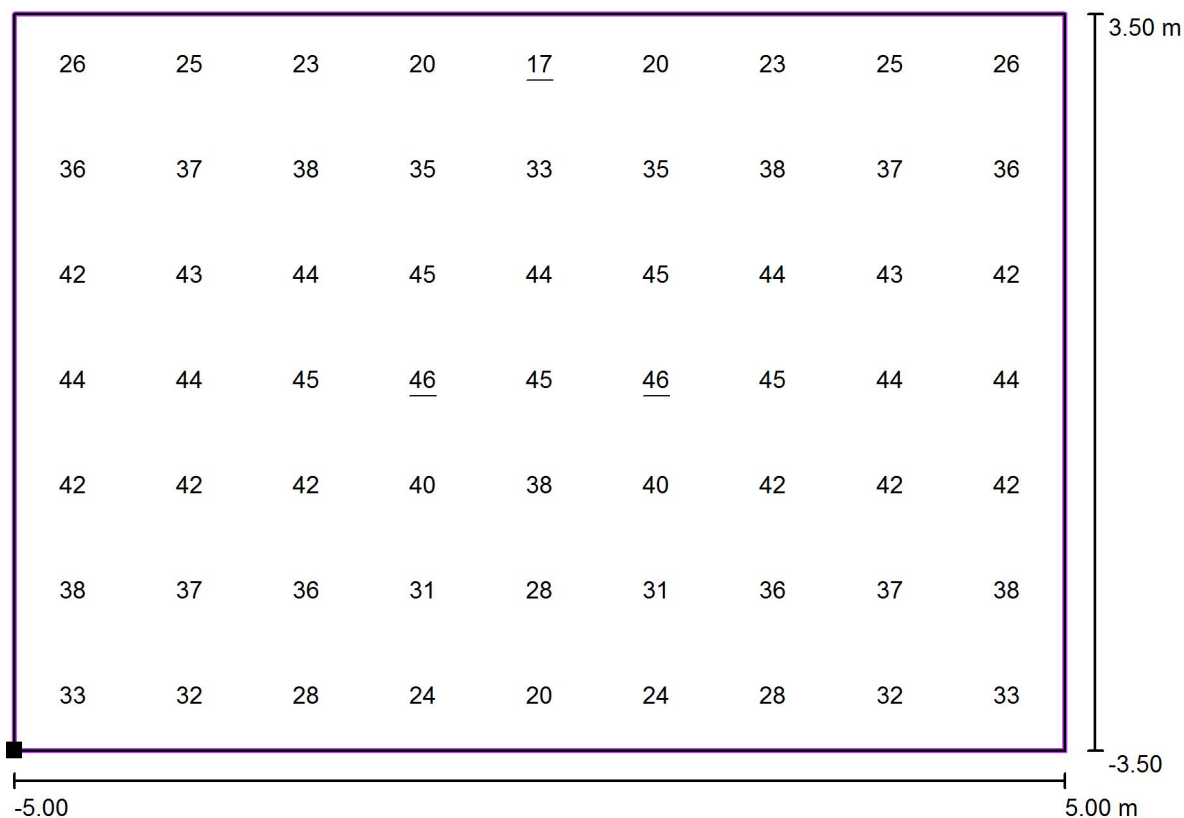 3.50 m
26 25 23 20 17 20 23 25 26
36 37 38 35 33 35 38 37 36
42 43 44 45 44 45 44 43 42
44 44 45 46 45 46 45 44 44
42 42 42 40 38 40 42 42 42
38 37 36 31 28 31 36 37 38
33 32 28 24 20 24 28 32 33
-3.50
-5.00 5.00 m